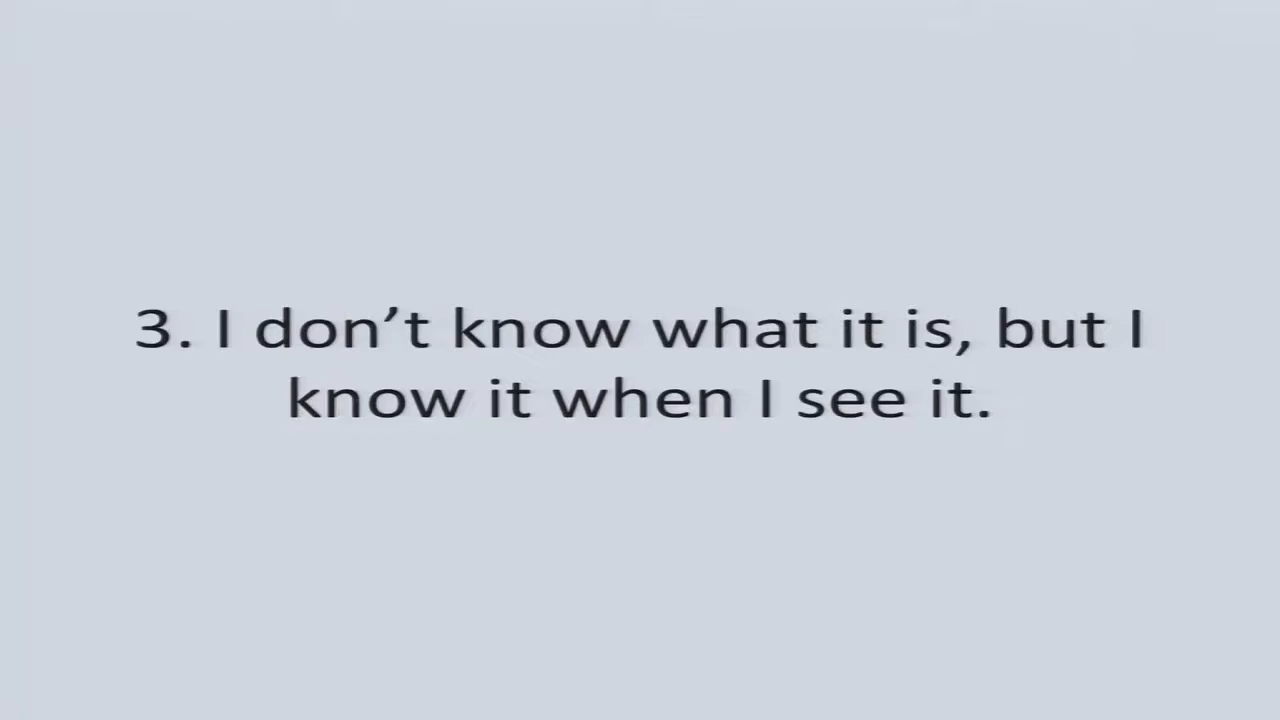 3. I don’t know what it is, but I
know it when I see it.